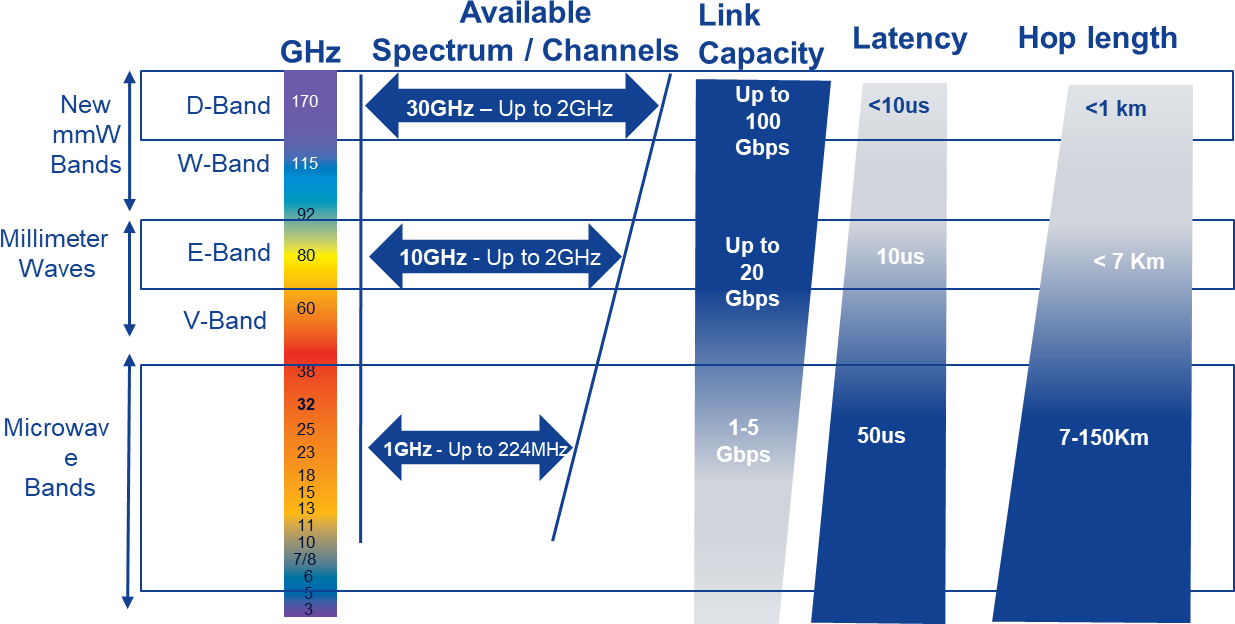 Available
Spectrum / Channels
Link
Capacity
Latency
Hop length
GHz
New
mmW
Bands
D-Band
170
30GHz – Up to 2GHz
Up to
100
Gbps
<10us
<1 km
W-Band
115
92
Millimeter
Waves
E-Band
80
10GHz - Up to 2GHz
Up to
20
Gbps
10us
< 7 Km
V-Band
60
38
32
25
23
18
15
13
11
10
7/8
6
5
3
Microwav
e
Bands
1GHz - Up to 224MHz
1-5
Gbps
50us
7-150Km